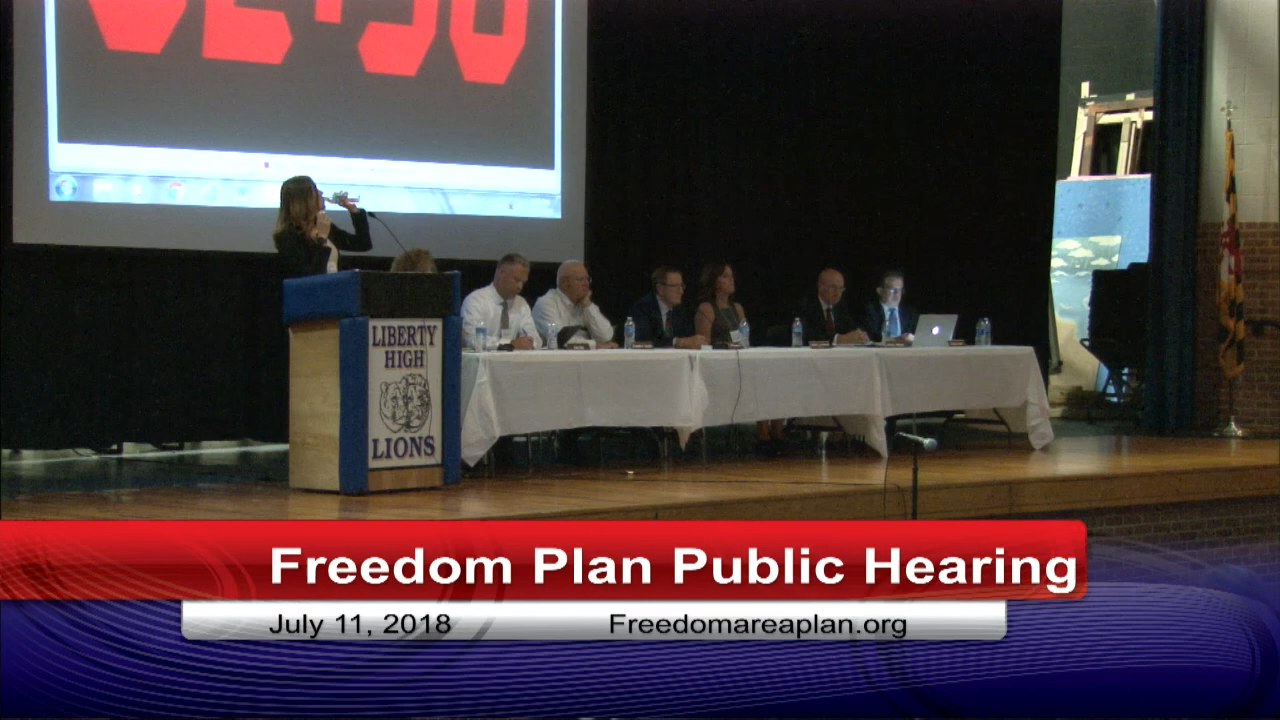 LIBERTY
HIGH
LIONS
Freedom Plan Public Hearing
July 11, 2018 Freedomareaplan.org